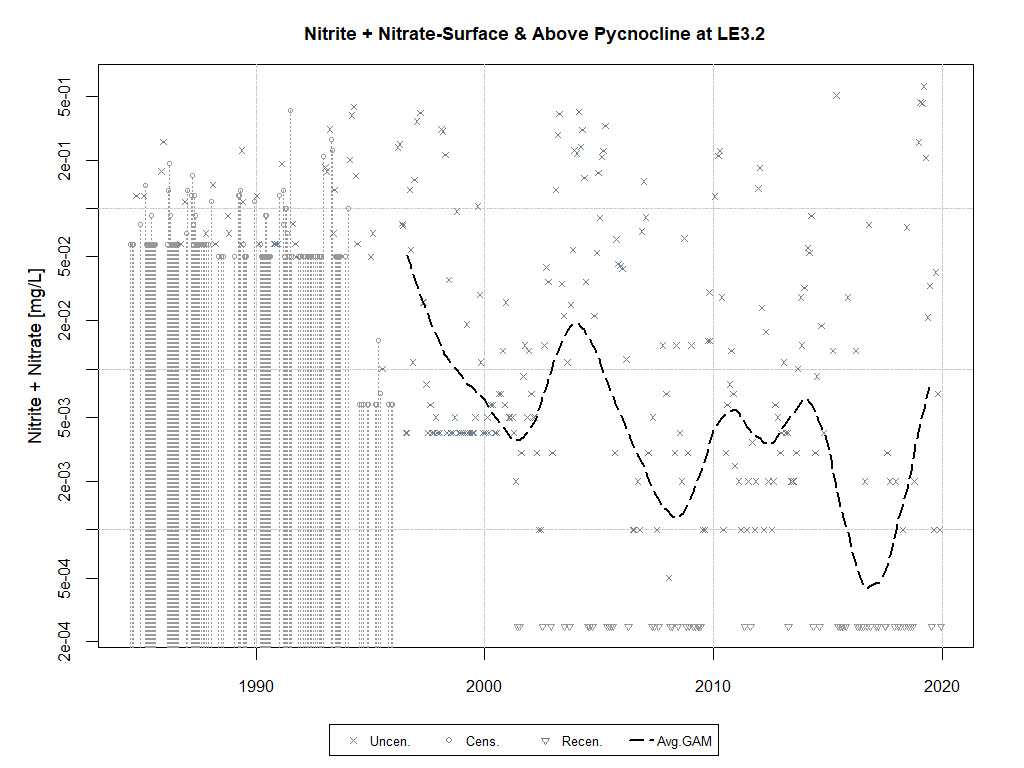 Nitrite + Nitrate-Surface & Above Pycnocline at LE3.2
Nitrite + Nitrate [mg/L]
5e-01
2e-01
5e-02
2e-02
5e-03
2e-03
5e-04
2e-04
1990 2000 2010 2020
Uncen. Cens. Recen. Avg.GAM